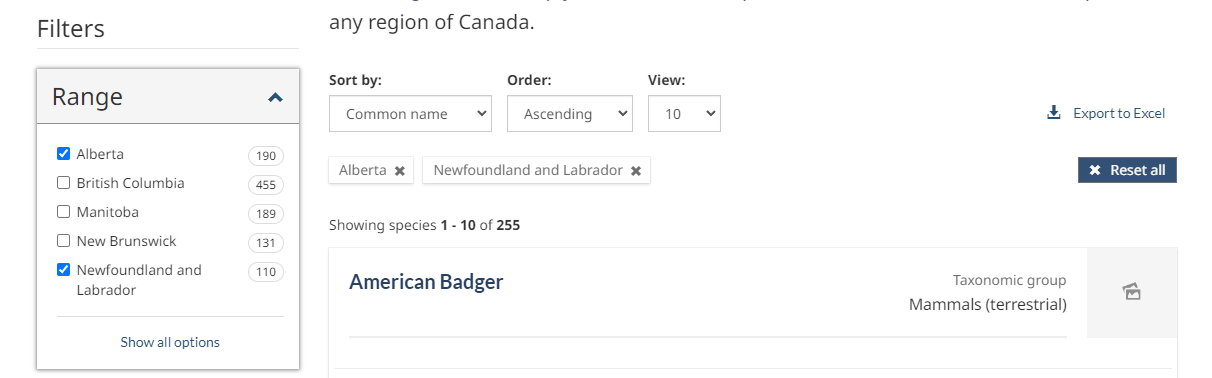 any region of Canada.
Filters
Range
Alberta 190
British Columbia 455
Manitoba 189
New Brunswick 131
Newfoundland and Labrador 110
Show all options
Sort by: Order: View:
Common name Ascending 10
Export to Excel
Alberta ✖ Newfoundland and Labrador ✖
✖ Reset all
Showing species 1 - 10 of 255
American Badger
Taxonomic group
Mammals (terrestrial)